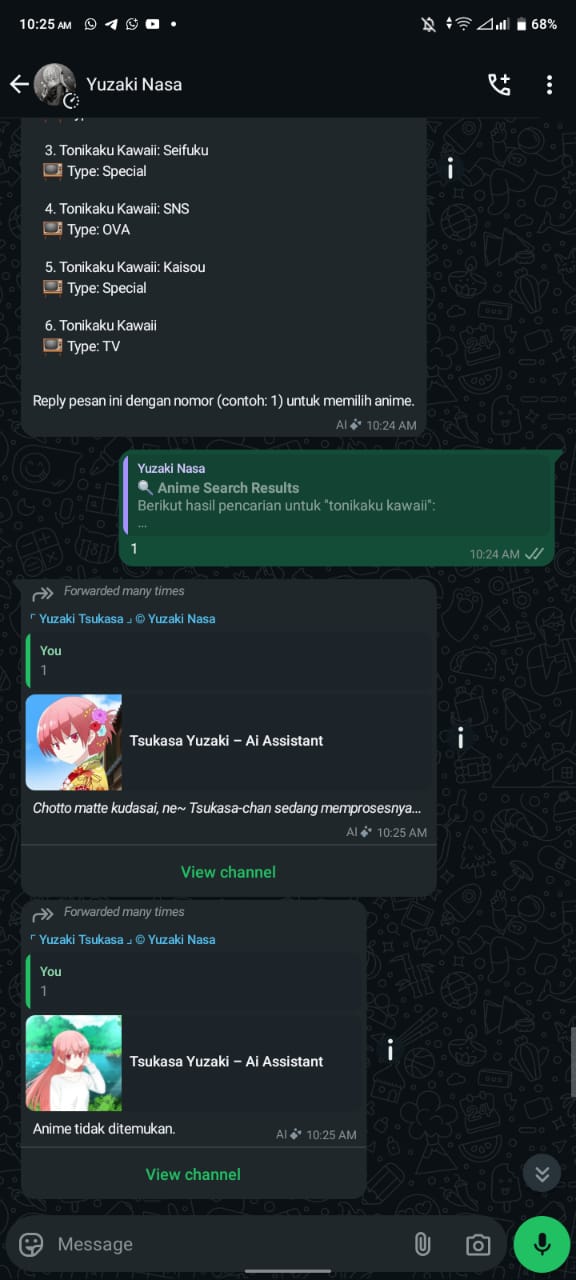 10:25 AM
68%
Yuzaki Nasa
3. Tonikaku Kawaii: Seifuku
📺 Type: Special
4. Tonikaku Kawaii: SNS
📺 Type: OVA
5. Tonikaku Kawaii: Kaisou
📺 Type: Special
6. Tonikaku Kawaii
📺 Type: TV
Reply pesan ini dengan nomor (contoh: 1) untuk memilih anime.
AI 10:24 AM
Yuzaki Nasa
🔍 Anime Search Results
Berikut hasil pencarian untuk "tonikaku kawaii":
...
1
10:24 AM
Forwarded many times
「 Yuzaki Tsukasa 」 © Yuzaki Nasa
You
1
Tsukasa Yuzaki – Ai Assistant
Chotto matte kudasai, ne~ Tsukasa-chan sedang memprosesnya...
AI 10:25 AM
View channel
Forwarded many times
「 Yuzaki Tsukasa 」 © Yuzaki Nasa
You
1
Tsukasa Yuzaki – Ai Assistant
Anime tidak ditemukan.
AI 10:25 AM
View channel
Message